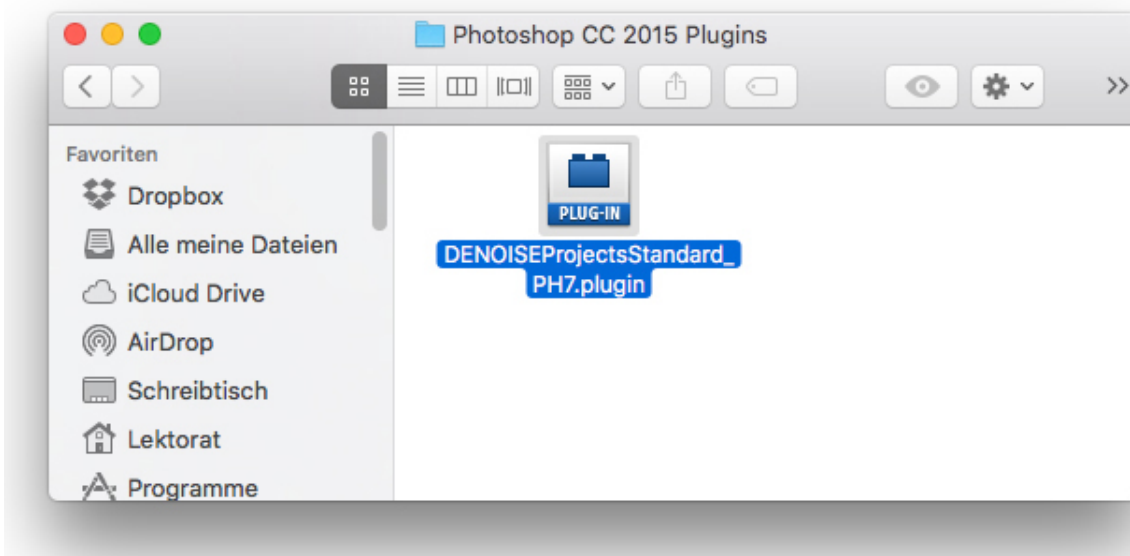 Photoshop CC 2015 Plugins
Favoriten
Dropbox
Alle meine Dateien
iCloud Drive
AirDrop
Schreibtisch
Lektorat
Programme
PLUG-IN
DENOISEProjectsStandard_
PH7.plugin